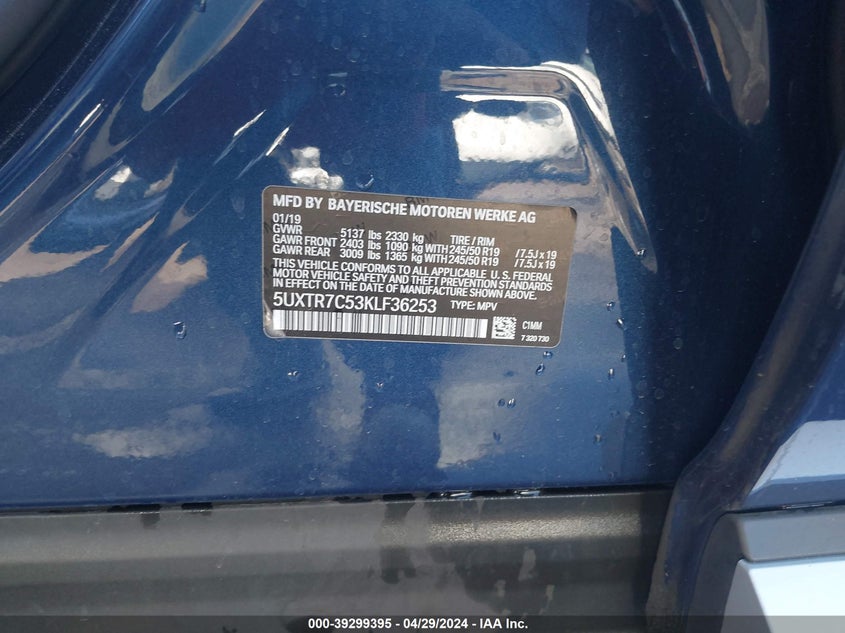 MFD BY BAYERISCHE MOTOREN WERKE AG
01/19
GVWR 5137 lbs 2330 kg TIRE / RIM
GAWR FRONT 2403 lbs 1090 kg WITH 245/50 R19 /7.5J x 19
GAWR REAR 3009 lbs 1365 kg WITH 245/50 R19 /7.5J x 19
THIS VEHICLE CONFORMS TO ALL APPLICABLE U.S. FEDERAL
MOTOR VEHICLE SAFETY AND THEFT PREVENTION STANDARDS
IN EFFECT ON THE DATE OF MANUFACTURE SHOWN ABOVE.
5UXTR7C53KLF36253 TYPE: MPV
C1MM
7 320 730
000-39299395 - 04/29/2024 - IAA Inc.